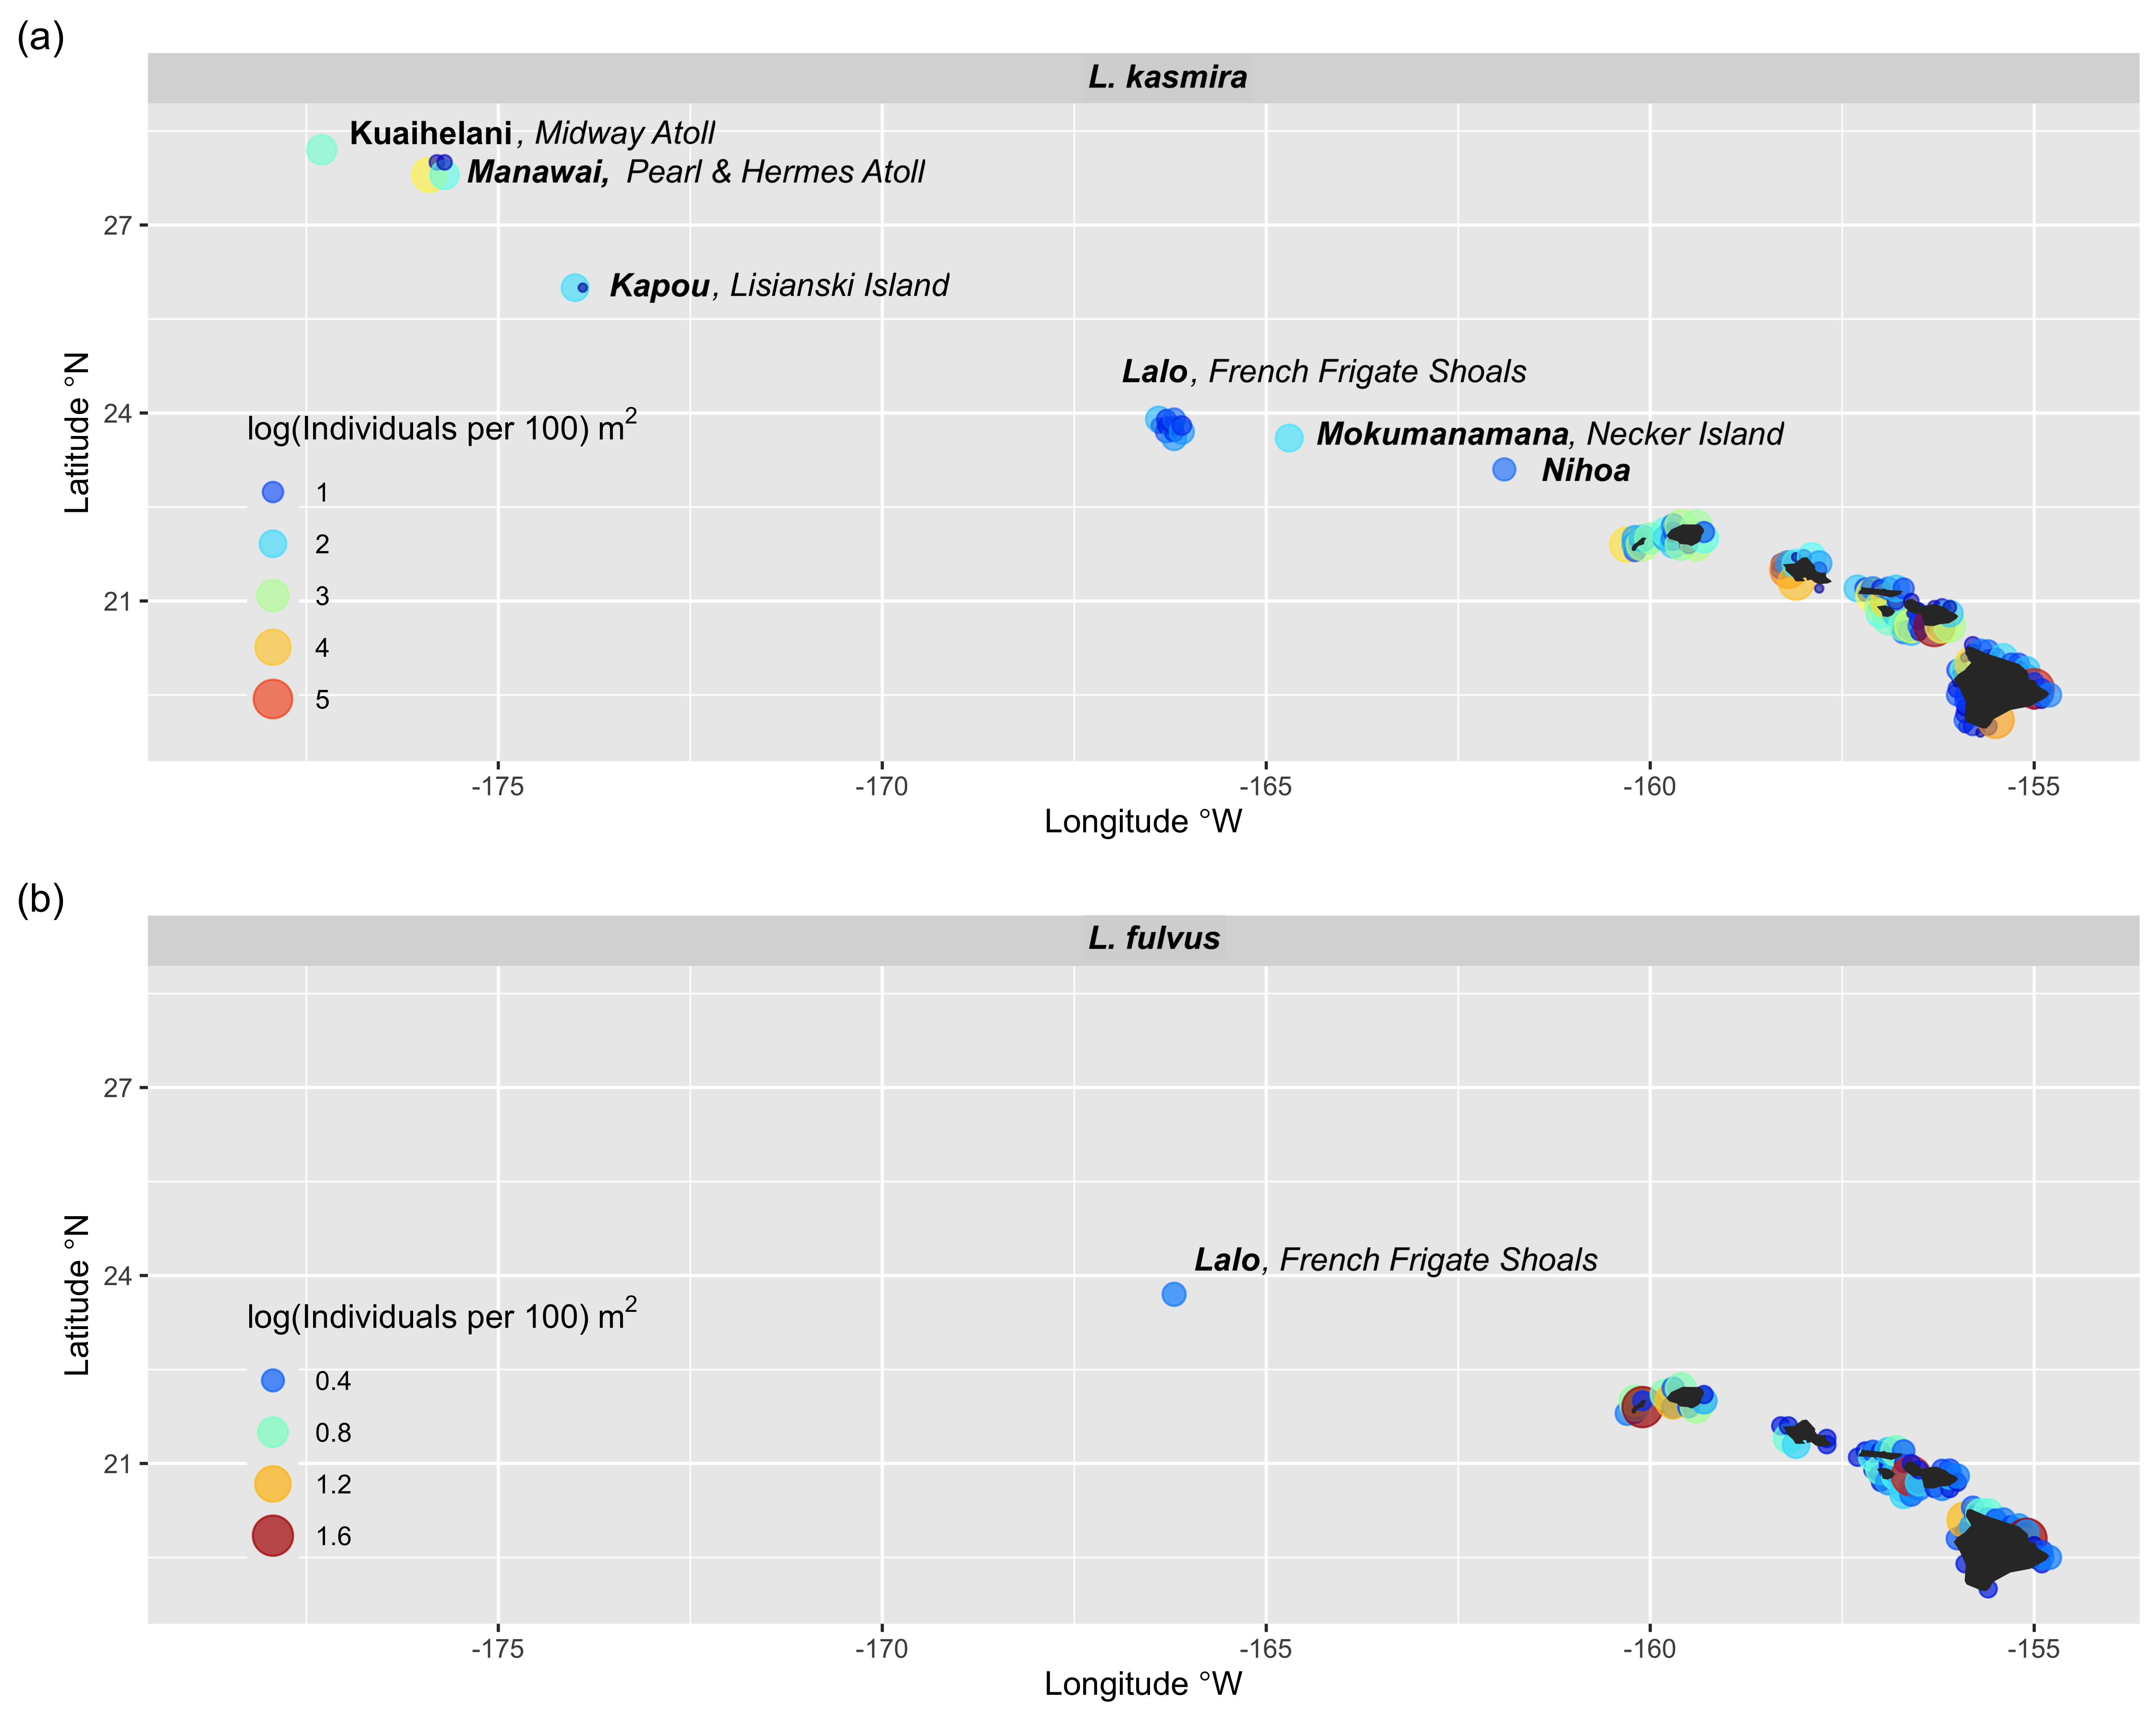 (a)
L. kasmira
Kuaihelani, Midway Atoll
Manawai, Pearl & Hermes Atoll
27
Kapou, Lisianski Island
Lalo, French Frigate Shoals
24
log(Individuals per 100) m²
Mokumanamana, Necker Island
Nihoa
1
2
3
4
5
21
Latitude °N
-175
-170
-165
-160
-155
Longitude °W
(b)
L. fulvus
27
Lalo, French Frigate Shoals
24
log(Individuals per 100) m²
0.4
0.8
1.2
1.6
21
Latitude °N
-175
-170
-165
-160
-155
Longitude °W